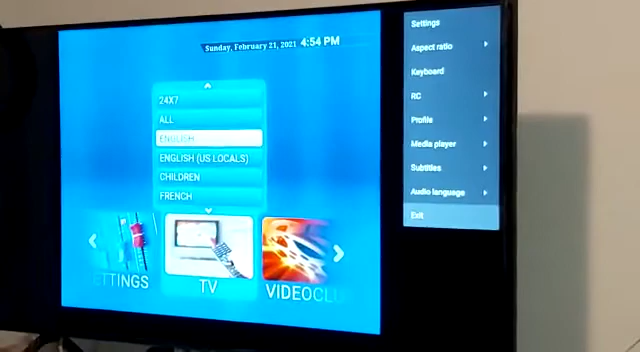 Sunday, February 21, 2021 4:54 PM
24X7
ALL
ENGLISH
ENGLISH (US LOCALS)
CHILDREN
FRENCH
ETTINGS
TV
VIDEOCLU
Settings
Aspect ratio
Keyboard
RC
Profile
Media player
Subtitles
Audio language
Exit